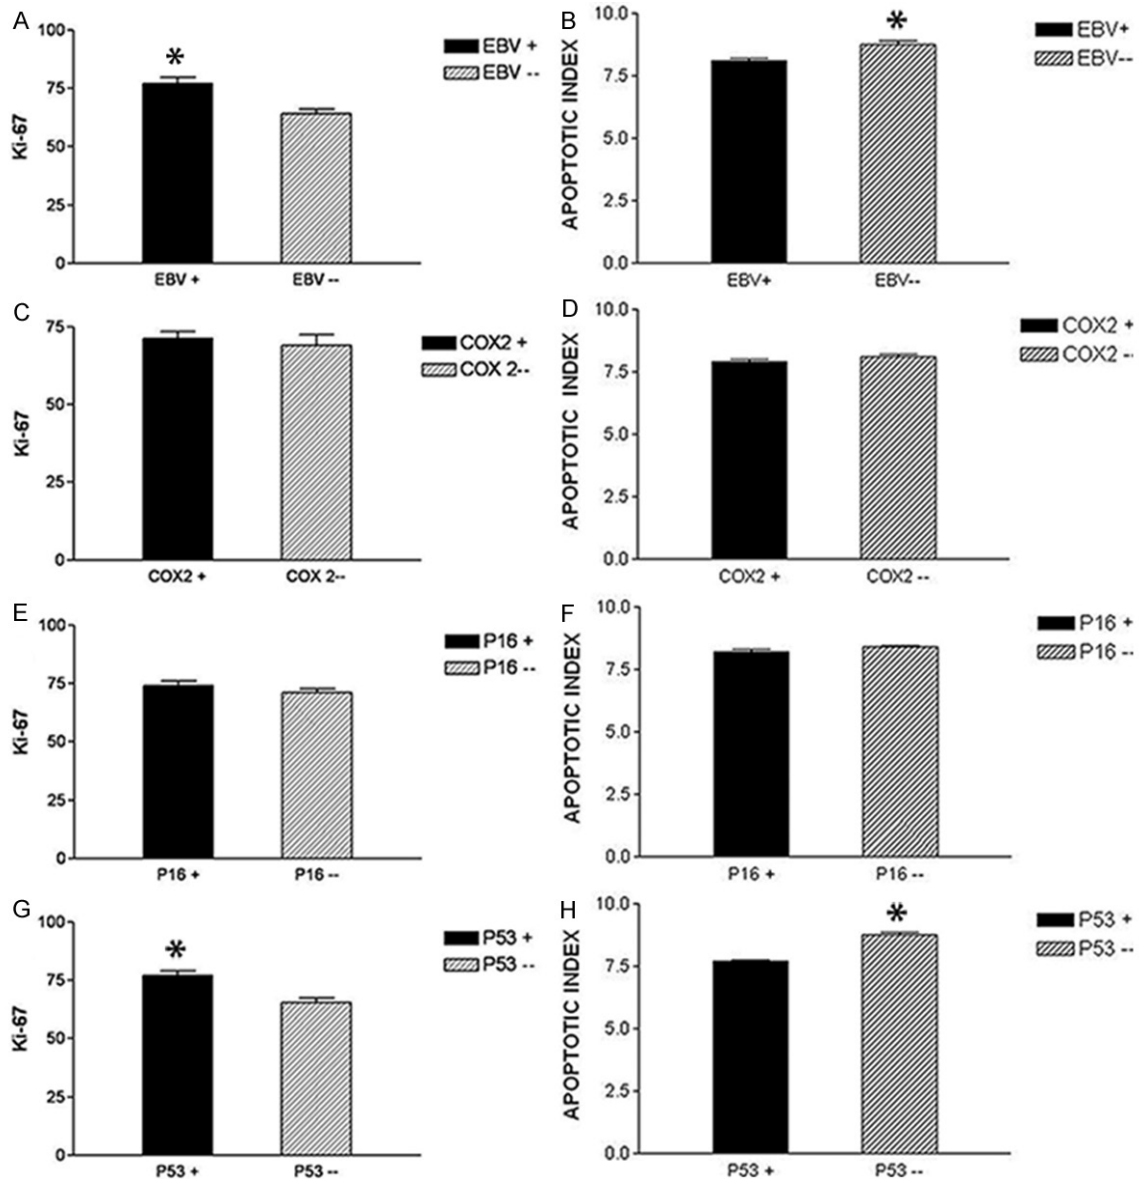 A
100
75
50
25
0
Ki-67
*
EBV +
EBV --
EBV +
EBV --
B
10.0
7.5
5.0
2.5
0.0
APOPTOTIC INDEX
*
EBV+
EBV--
EBV+
EBV--
C
75
50
25
0
Ki-67
COX2 +
COX 2--
COX2 +
COX 2--
D
10.0
7.5
5.0
2.5
0.0
APOPTOTIC INDEX
COX2 +
COX2 --
COX2 +
COX2 --
E
100
75
50
25
0
Ki-67
P16 +
P16 --
P16 +
P16 --
F
10.0
7.5
5.0
2.5
0.0
APOPTOTIC INDEX
P16 +
P16 --
P16 +
P16 --
G
100
75
50
25
0
Ki-67
*
P53 +
P53 --
P53 +
P53 --
H
10.0
7.5
5.0
2.5
0.0
APOPTOTIC INDEX
*
P53 +
P53 --
P53 +
P53 --